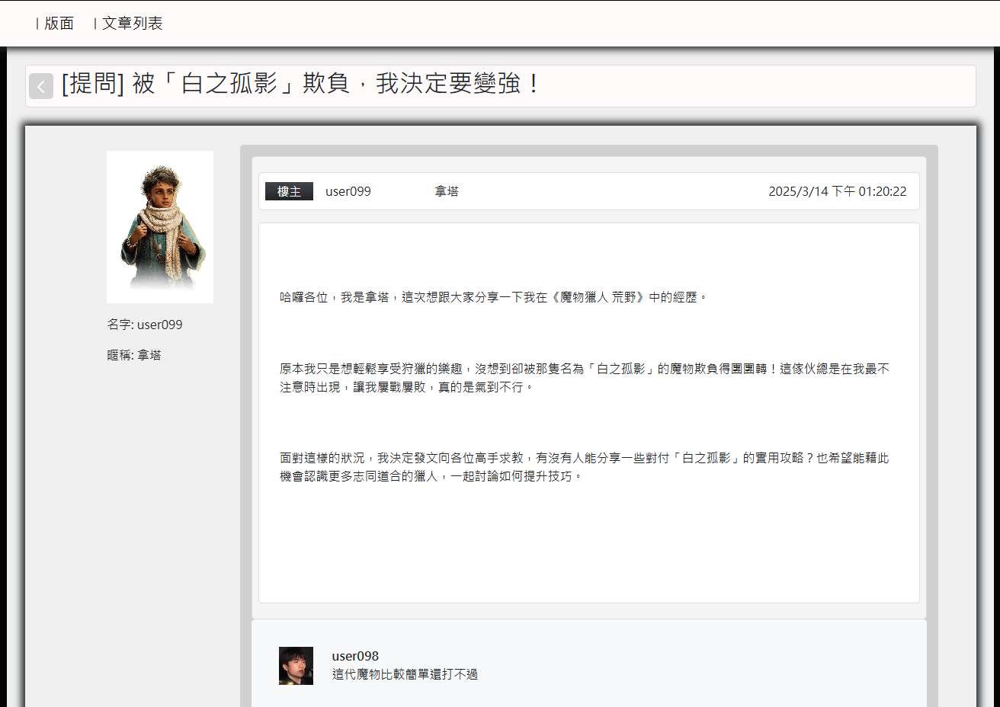 | 版面 | 文章列表
[提問] 被「白之孤影」欺負，我決定要變強！
樓主 user099 拿塔 2025/3/14 下午 01:20:22
名字: user099
暱稱: 拿塔
哈囉各位，我是拿塔，這次想跟大家分享一下我在《魔物獵人 荒野》中的經歷。
原本我只是想輕鬆享受狩獵的樂趣，沒想到卻被那隻名為「白之孤影」的魔物欺負得團團轉！這傢伙總是在我最不
注意時出現，讓我屢戰屢敗，真的是氣到不行。
面對這樣的狀況，我決定發文向各位高手求教，有沒有人能分享一些對付「白之孤影」的實用攻略？也希望能藉此
機會認識更多志同道合的獵人，一起討論如何提升技巧。
user098
這代魔物比較簡單還打不過